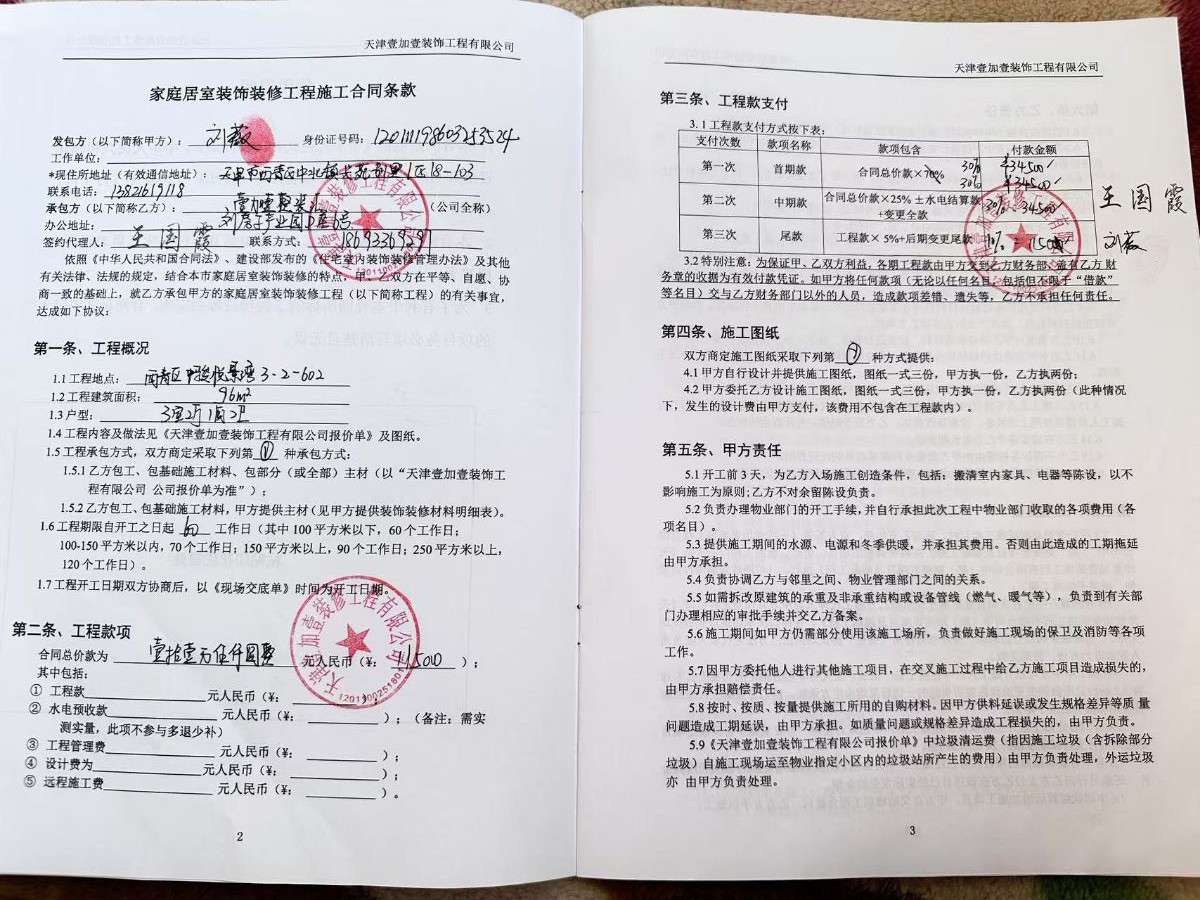 天津壹加壹装饰工程有限公司
家庭居室装饰装修工程施工合同条款
发包方（以下简称甲方）：刘薇 身份证号码：120111198603253524
工作单位：
*现住所地（有效通信地址）：天津市西青区中北镇 1区18-103
联系电话：13821619118
承包方（以下简称乙方）：壹加壹装饰（公司全称）
办公地址：
签约代理人：王国霞 联系方式：18693369291
依照《中华人民共和国合同法》、建设部发布的《住宅室内装饰装修管理办法》及其他
有关法律、法规的规定，结合本市家庭居室装饰装修的特点，甲、乙双方在平等、自愿、协
商一致的基础上，就乙方承包甲方的家庭居室装饰装修工程（以下简称工程）的有关事宜，
达成如下协议：
第一条、工程概况
1.1 工程地点：西青区中骏悦景湾3-2-602
1.2 工程建筑面积：96m²
1.3 户型：3室2厅1厨2卫
1.4 工程内容及做法见《天津壹加壹装饰工程有限公司报价单》及图纸。
1.5 工程承包方式，双方商定采取下列第 ① 种承包方式：
1.5.1 乙方包工、包基础施工材料、包部分（或全部）主材（以“天津壹加壹装饰工
程有限公司 公司报价单为准”）；
1.5.2 乙方包工、包基础施工材料，甲方提供主材（见甲方提供装饰装修材料明细表）。
1.6 工程期限自开工之日起 60 工作日（其中 100 平方米以下，60 个工作日；
100-150 平方米以内，70 个工作日；150 平方米以上，90 个工作日；250 平方米以上，
120 个工作日）。
1.7 工程开工日期双方协商后，以《现场交底单》时间为开工日期。
第二条、工程款项
合同总价款为 壹拾壹万伍仟圆整 元人民币（¥：115000）；
其中包括：
① 工程款 元人民币（¥： ）；
② 水电预收款 元人民币（¥： ）；（备注：需实
测实量，此项不参与多退少补）
③ 工程管理费 元人民币（¥： ）；
④ 设计费为 元人民币（¥： ）；
⑤ 远程施工费 元人民币（¥： ）。
2
天津壹加壹装饰工程有限公司
第三条、工程款支付
3.1 工程款支付方式按下表：
支付次数 款项名称 款项包含 付款金额
第一次 首期款 合同总价款×70% 30% ¥34500
30% ¥34500
第二次 中期款 合同总价款×25%±水电结算款+变更全款 30% 34500
第三次 尾款 工程款×5%+后期变更尾款 10% = 11500
王国霞
刘薇
3.2 特别注意：为保证甲、乙双方利益，各期工程款由甲方交到乙方财务部、盖有乙方财
务章的收据为有效付款凭证。如甲方将任何款项（无论以任何名目，包括但不限于“借款”
等名目）交与乙方财务部门以外的人员，造成款项差错、遗失等，乙方不承担任何责任。
第四条、施工图纸
双方商定施工图纸采取下列第 ② 种方式提供：
4.1 甲方自行设计并提供施工图纸，图纸一式三份，甲方执一份，乙方执两份；
4.2 甲方委托乙方设计施工图纸，图纸一式三份，甲方执一份，乙方执两份（此种情况
下，发生的设计费由甲方支付，该费用不包含在工程款内）。
第五条、甲方责任
5.1 开工前 3 天，为乙方入场施工创造条件，包括：搬清室内家具、电器等陈设，以不
影响施工为原则；乙方不对余留陈设负责。
5.2 负责办理物业部门的开工手续，并自行承担此次工程中物业部门收取的各项费用（各
项名目）。
5.3 提供施工期间的水源、电源和冬季供暖，并承担其费用。否则由此造成的工期拖延
由甲方承担。
5.4 负责协调乙方与邻里之间、物业管理部门之间的关系。
5.5 如需拆改原建筑的承重及非承重结构或设备管线（燃气、暖气等），负责到有关部
门办理相应的审批手续并交乙方备案。
5.6 施工期间如甲方仍需部分使用该施工场所，负责做好施工现场的保卫及消防等各项
工作。
5.7 因甲方委托他人进行其他施工项目，在交叉施工过程中给乙方施工项目造成损失的，
由甲方承担赔偿责任。
5.8 按时、按质、按量提供施工所用的自购材料。因甲方供料延误或发生规格差异等质 量
问题造成工期延误，由甲方承担。如质量问题或规格差异造成工程损失的，由甲方负责。
5.9《天津壹加壹装饰工程有限公司报价单》中垃圾清运费（指因施工垃圾（含拆除部分
垃圾）自施工现场运至物业指定小区内的垃圾站所产生的费用）由甲方负责处理，外运垃圾
亦 由甲方负责处理。
3